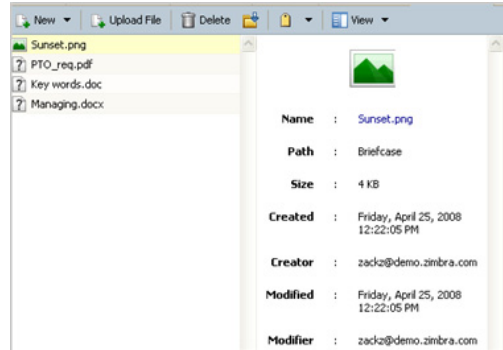 New Upload File Delete View
Sunset.png
PTO_req.pdf
Key words.doc
Managing.docx
Name : Sunset.png
Path : Briefcase
Size : 4 KB
Created : Friday, April 25, 2008
12:22:05 PM
Creator : zackz@demo.zimbra.com
Modified : Friday, April 25, 2008
12:22:05 PM
Modifier : zackz@demo.zimbra.com